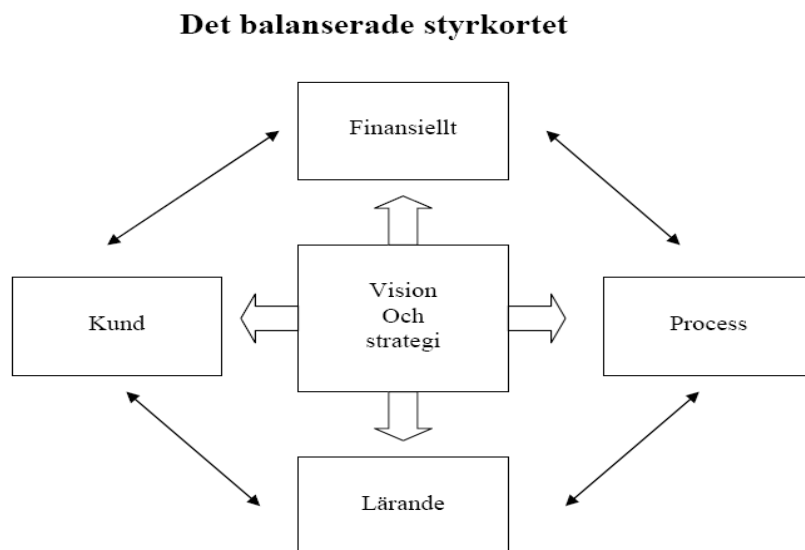 Det balanserade styrkortet
Finansiellt
Kund
Vision
Och
strategi
Process
Lärande